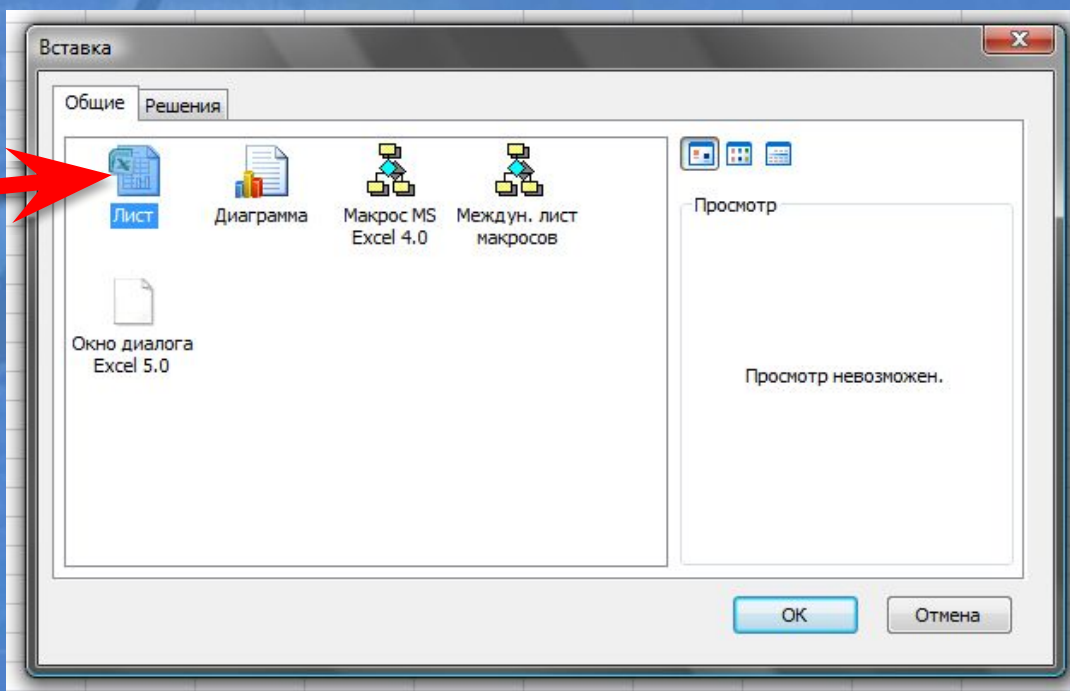 Вставка
Общие
Решения
Лист
Диаграмма
Макрос MS
Excel 4.0
Междун. лист
макросов
Окно диалога
Excel 5.0
Просмотр
Просмотр невозможен.
ОК
Отмена